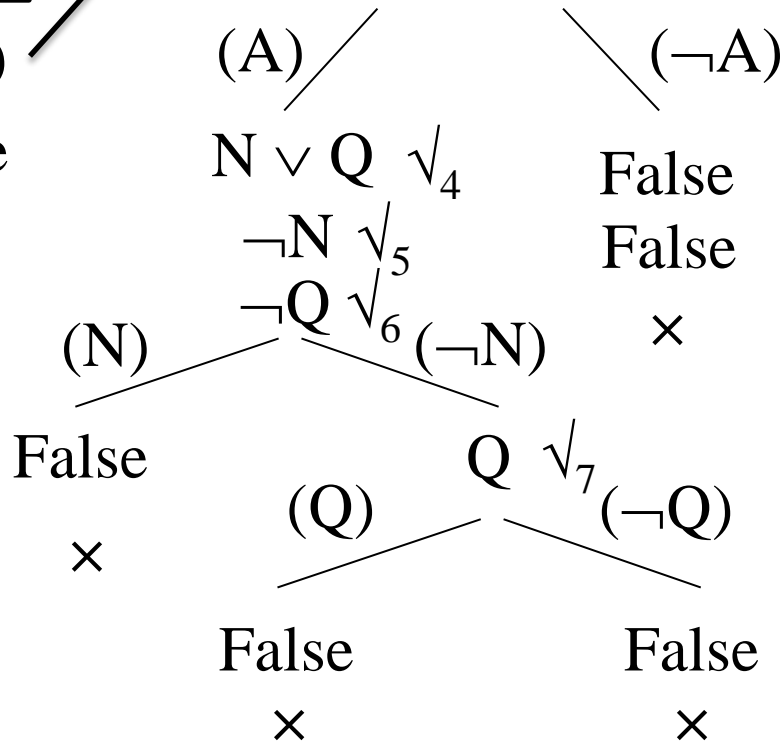 (A) (¬A)
N ∨ Q √4
¬N √5
¬Q √6
False
False
×
(N) (¬N)
False
×
Q √7
(Q) (¬Q)
False
×
False
×